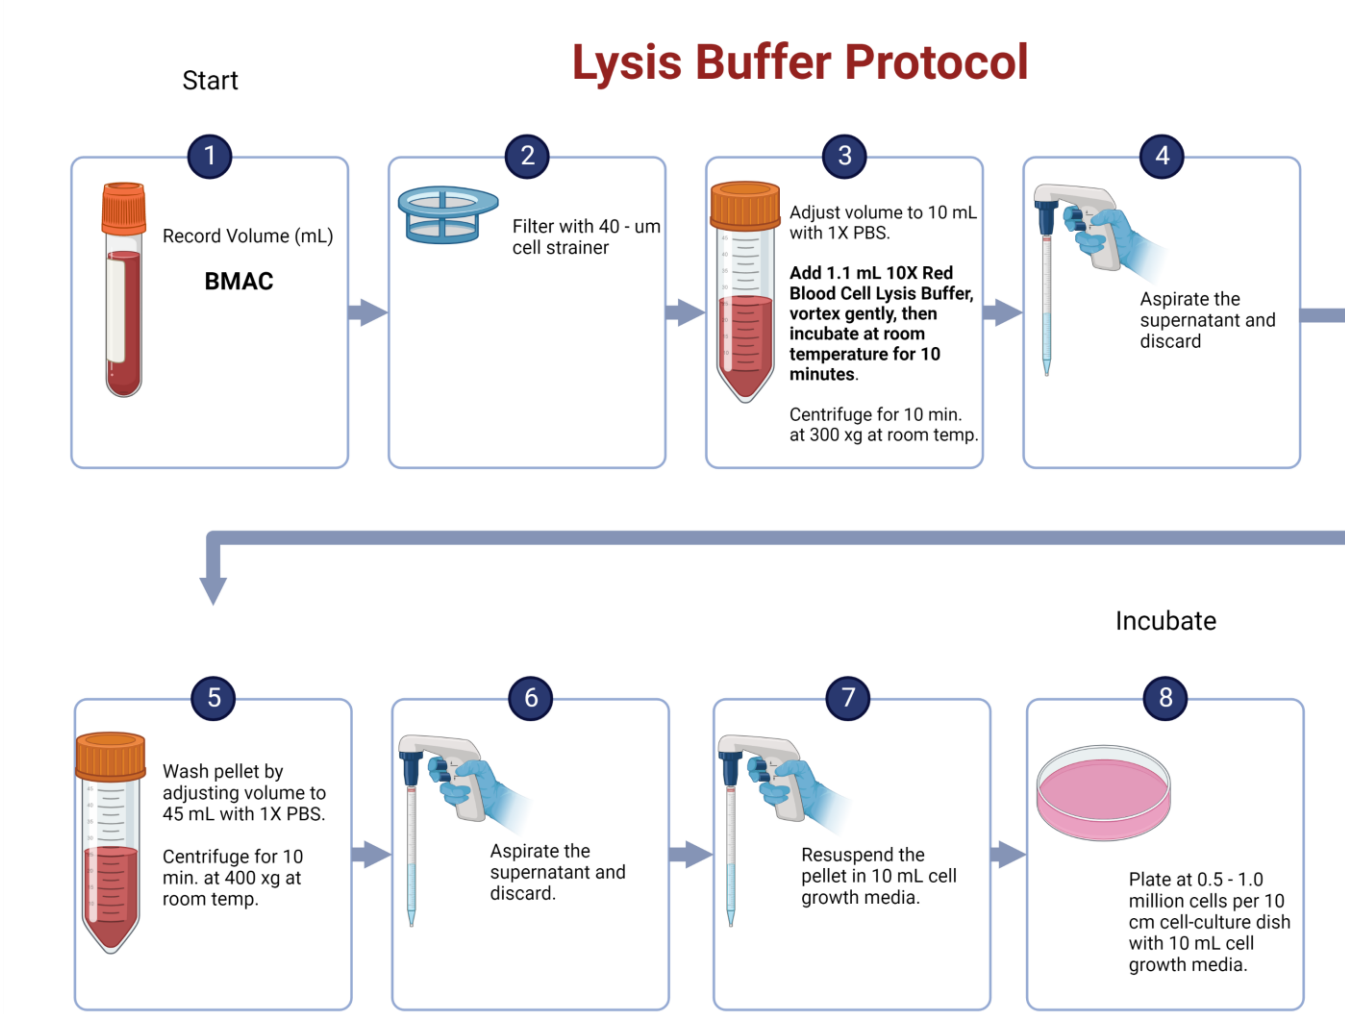 Lysis Buffer Protocol
Start
1
Record Volume (mL)
BMAC
2
Filter with 40 - um
cell strainer
3
Adjust volume to 10 mL
with 1X PBS.
Add 1.1 mL 10X Red
Blood Cell Lysis Buffer,
vortex gently, then
incubate at room
temperature for 10
minutes.
Centrifuge for 10 min.
at 300 xg at room temp.
4
Aspirate the
supernatant and
discard
5
Wash pellet by
adjusting volume to
45 mL with 1X PBS.
Centrifuge for 10
min. at 400 xg at
room temp.
6
Aspirate the
supernatant and
discard.
7
Resuspend the
pellet in 10 mL cell
growth media.
Incubate
8
Plate at 0.5 - 1.0
million cells per 10
cm cell-culture dish
with 10 mL cell
growth media.